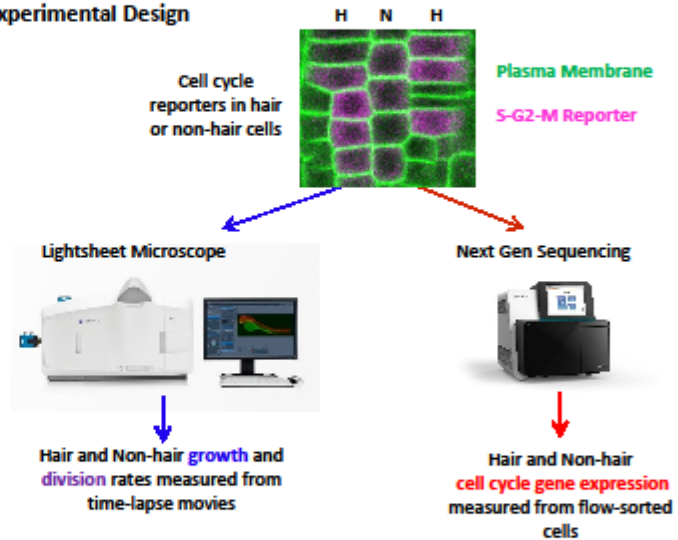 xperimental Design
H N H
Cell cycle
reporters in hair
or non-hair cells
Plasma Membrane
S-G2-M Reporter
Lightsheet Microscope
Next Gen Sequencing
Hair and Non-hair growth and
division rates measured from
time-lapse movies
Hair and Non-hair
cell cycle gene expression
measured from flow-sorted
cells